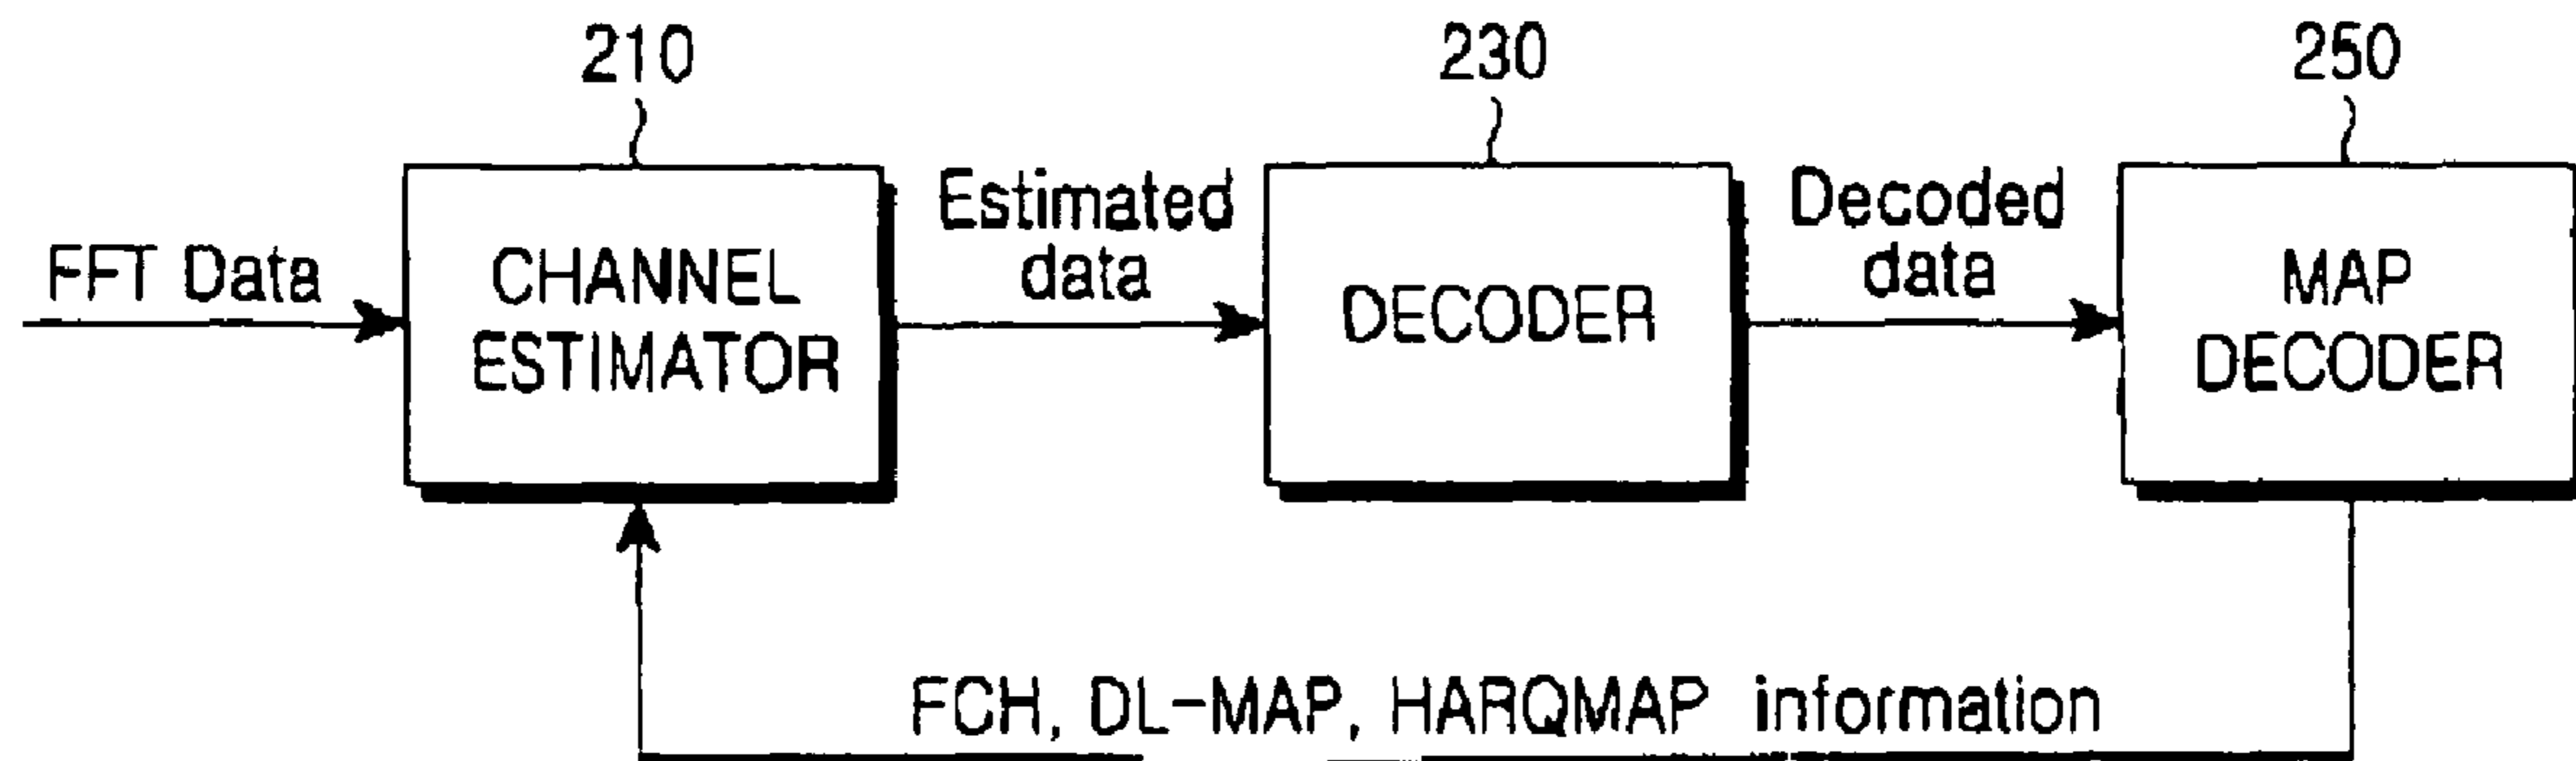 210
230
250
FFT Data
CHANNEL
ESTIMATOR
Estimated
data
DECODER
Decoded
data
MAP
DECODER
FCH, DL-MAP, HARQMAP information